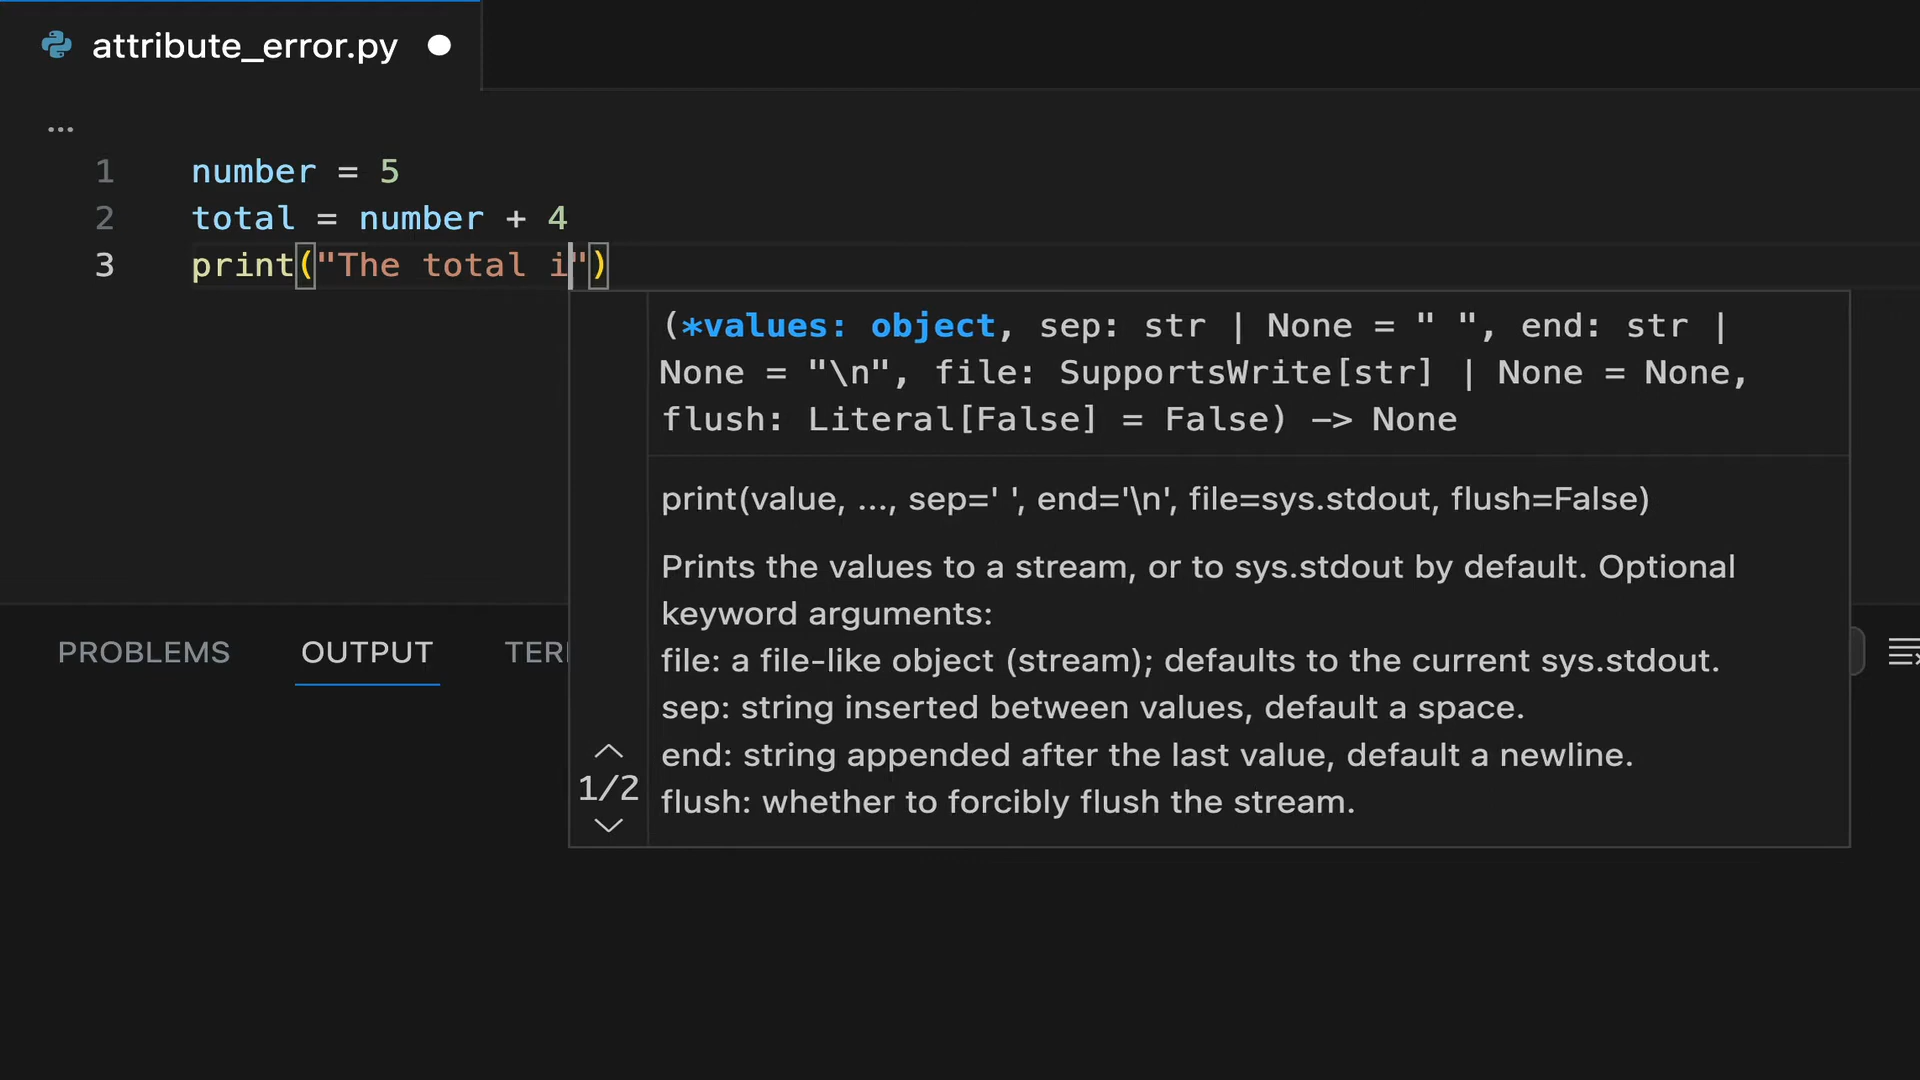 attribute_error.py
...
1 number = 5
2 total = number + 4
3 print("The total i")
(*values: object, sep: str | None = " ", end: str |
None = "\n", file: SupportsWrite[str] | None = None,
flush: Literal[False] = False) -> None
print(value, ..., sep=' ', end='\n', file=sys.stdout, flush=False)
Prints the values to a stream, or to sys.stdout by default. Optional
keyword arguments:
file: a file-like object (stream); defaults to the current sys.stdout.
sep: string inserted between values, default a space.
end: string appended after the last value, default a newline.
flush: whether to forcibly flush the stream.
1/2
PROBLEMS OUTPUT TER